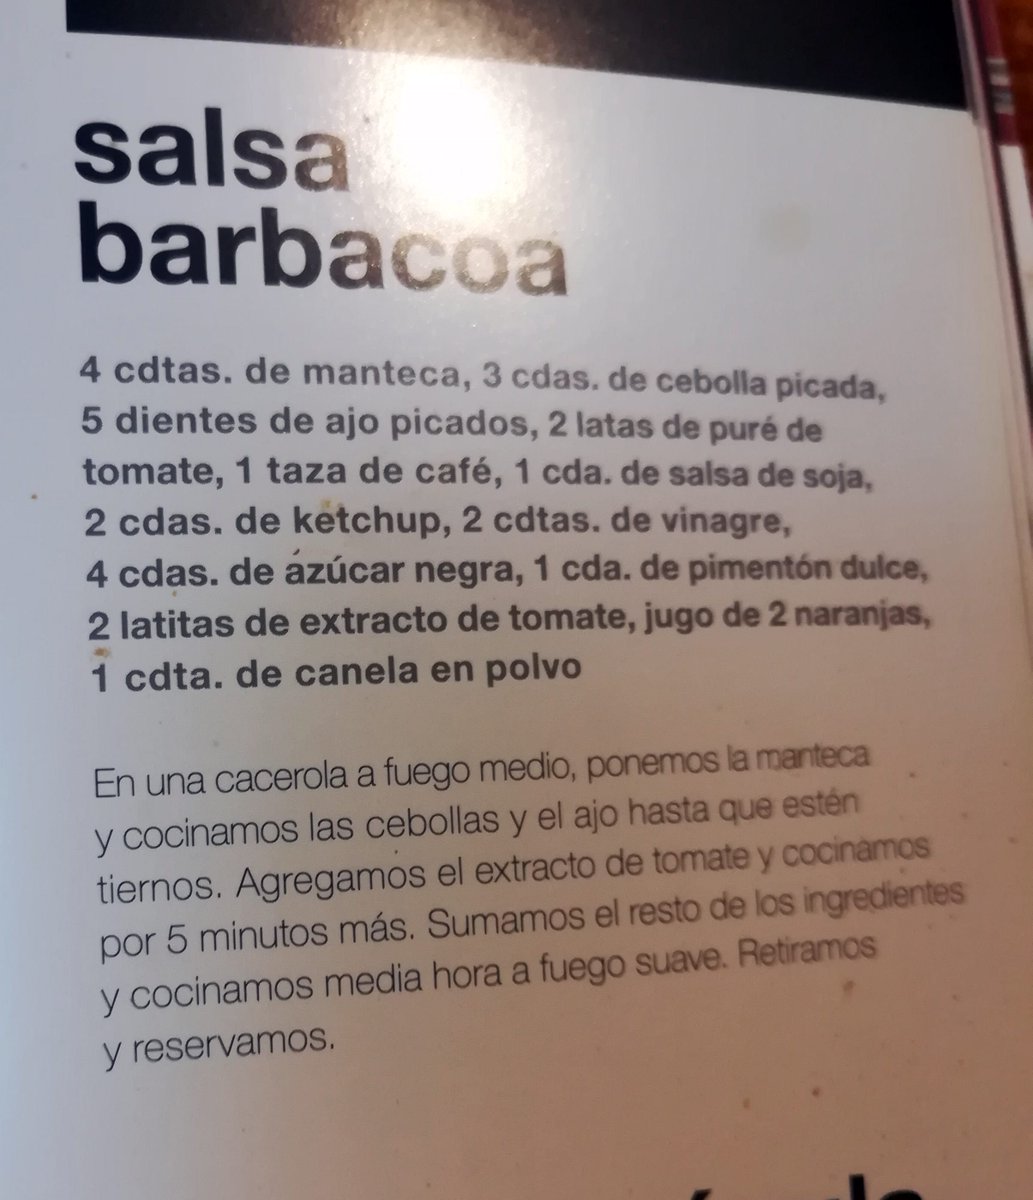 salsa
barbacoa
4 cdtas. de manteca, 3 cdas. de cebolla picada,
5 dientes de ajo picados, 2 latas de puré de
tomate, 1 taza de café, 1 cda. de salsa de soja,
2 cdas. de ketchup, 2 cdtas. de vinagre,
4 cdas. de azúcar negra, 1 cda. de pimentón dulce,
2 latitas de extracto de tomate, jugo de 2 naranjas,
1 cdta. de canela en polvo
En una cacerola a fuego medio, ponemos la manteca
y cocinamos las cebollas y el ajo hasta que estén
tiernos. Agregamos el extracto de tomate y cocinamos
por 5 minutos más. Sumamos el resto de los ingredientes
y cocinamos media hora a fuego suave. Retiramos
y reservamos.